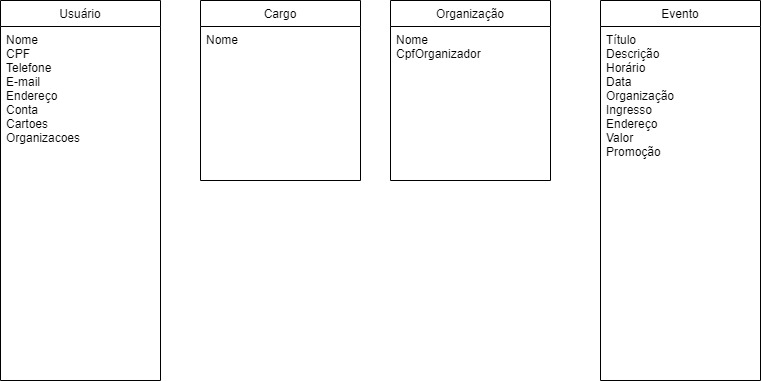 Usuário
Nome
CPF
Telefone
E-mail
Endereço
Conta
Cartoes
Organizacoes
Cargo
Nome
Organização
Nome
CpfOrganizador
Evento
Título
Descrição
Horário
Data
Organização
Ingresso
Endereço
Valor
Promoção